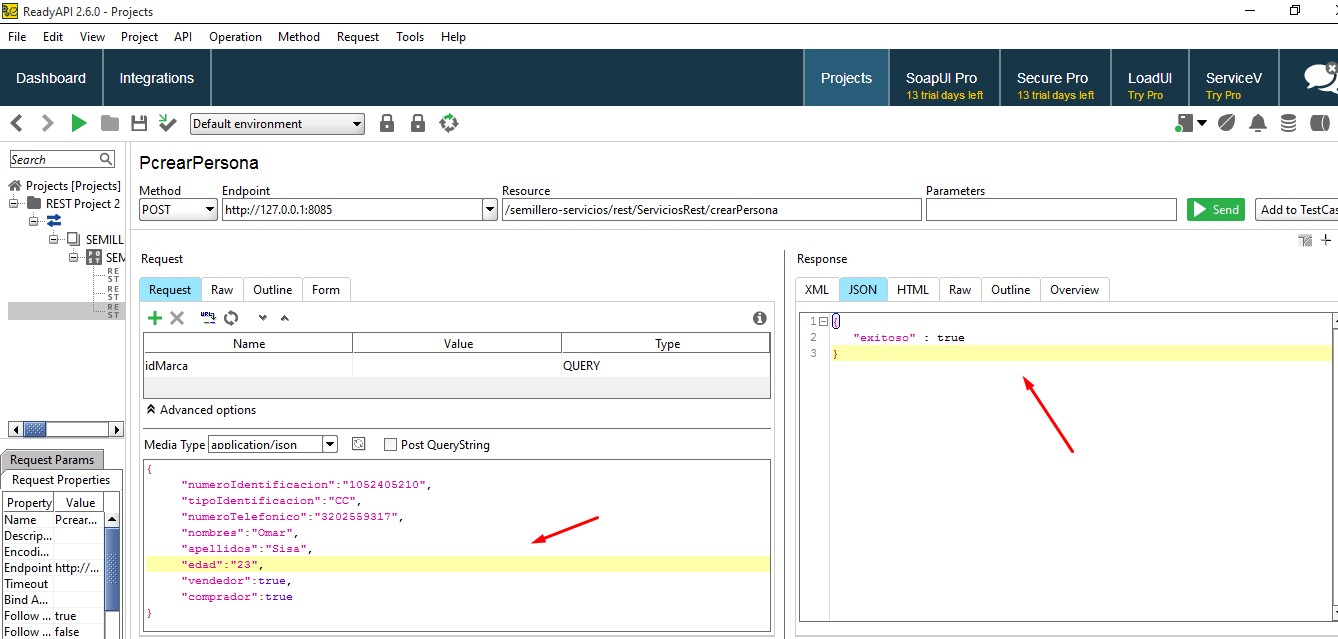 ReadyAPI 2.6.0 - Projects
File Edit View Project API Operation Method Request Tools Help
Dashboard Integrations Projects SoapUI Pro Secure Pro LoadUI ServiceV
13 trial days left 13 trial days left Try Pro Try Pro
Default environment
Search
PcrearPersona
Projects [Projects]
REST Project 2
SEMILL
SEM
REST
REST
REST
Method Endpoint Resource Parameters
POST http://127.0.0.1:8085 /semillero-servicios/rest/ServiciosRest/crearPersona Send Add to TestCas
Request
Request Raw Outline Form
Name Value Type
idMarca QUERY
Advanced options
Media Type application/json Post QueryString
{
"numeroIdentificacion":"1052405210",
"tipoIdentificacion":"CC",
"numeroTelefonico":"3202559317",
"nombres":"Omar",
"apellidos":"Sisa",
"edad":"23",
"vendedor":true,
"comprador":true
}
Response
XML JSON HTML Raw Outline Overview
1 {
2 "exitoso" : true
3 }
Request Params
Request Properties
Property Value
Name Pcrear...
Descrip...
Encodi...
Endpoint http://...
Timeout
Bind A...
Follow ... true
Follow ... false